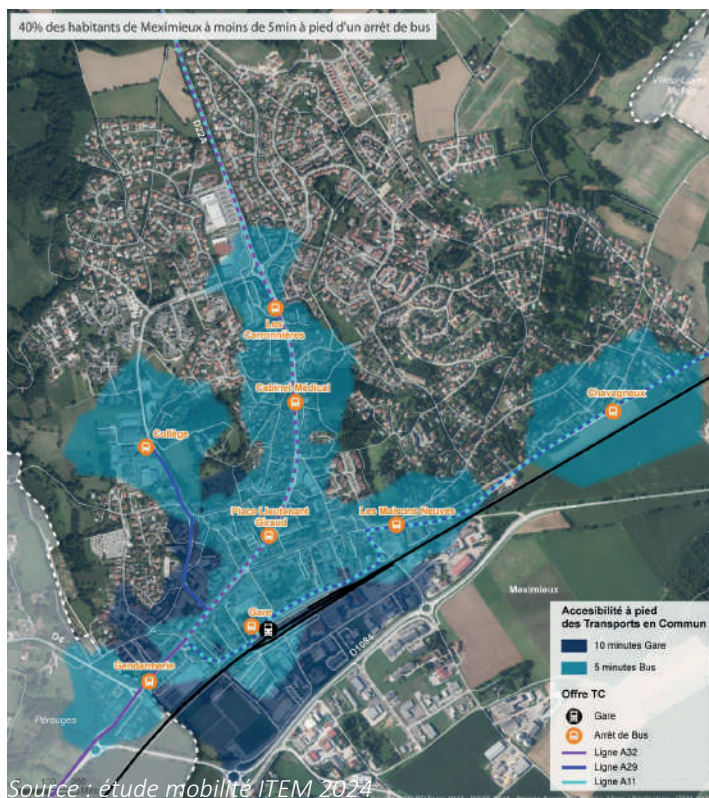 40% des habitants de Meximieux à moins de 5min à pied d'un arrêt de bus
D22A
Les
Carronnières
Cabinet Médical
Chavagneux
Collège
Place Lieutenant
Giraud
Les Maisons Neuves
Gare
Meximieux
D1084
Gendarmerie
Pérouges
Accesibilité à pied
des Transports en Commun
10 minutes Gare
5 minutes Bus
Offre TC
Gare
Arrêt de Bus
Ligne A32
Ligne A29
Ligne A11
Source : étude mobilité ITEM 2024